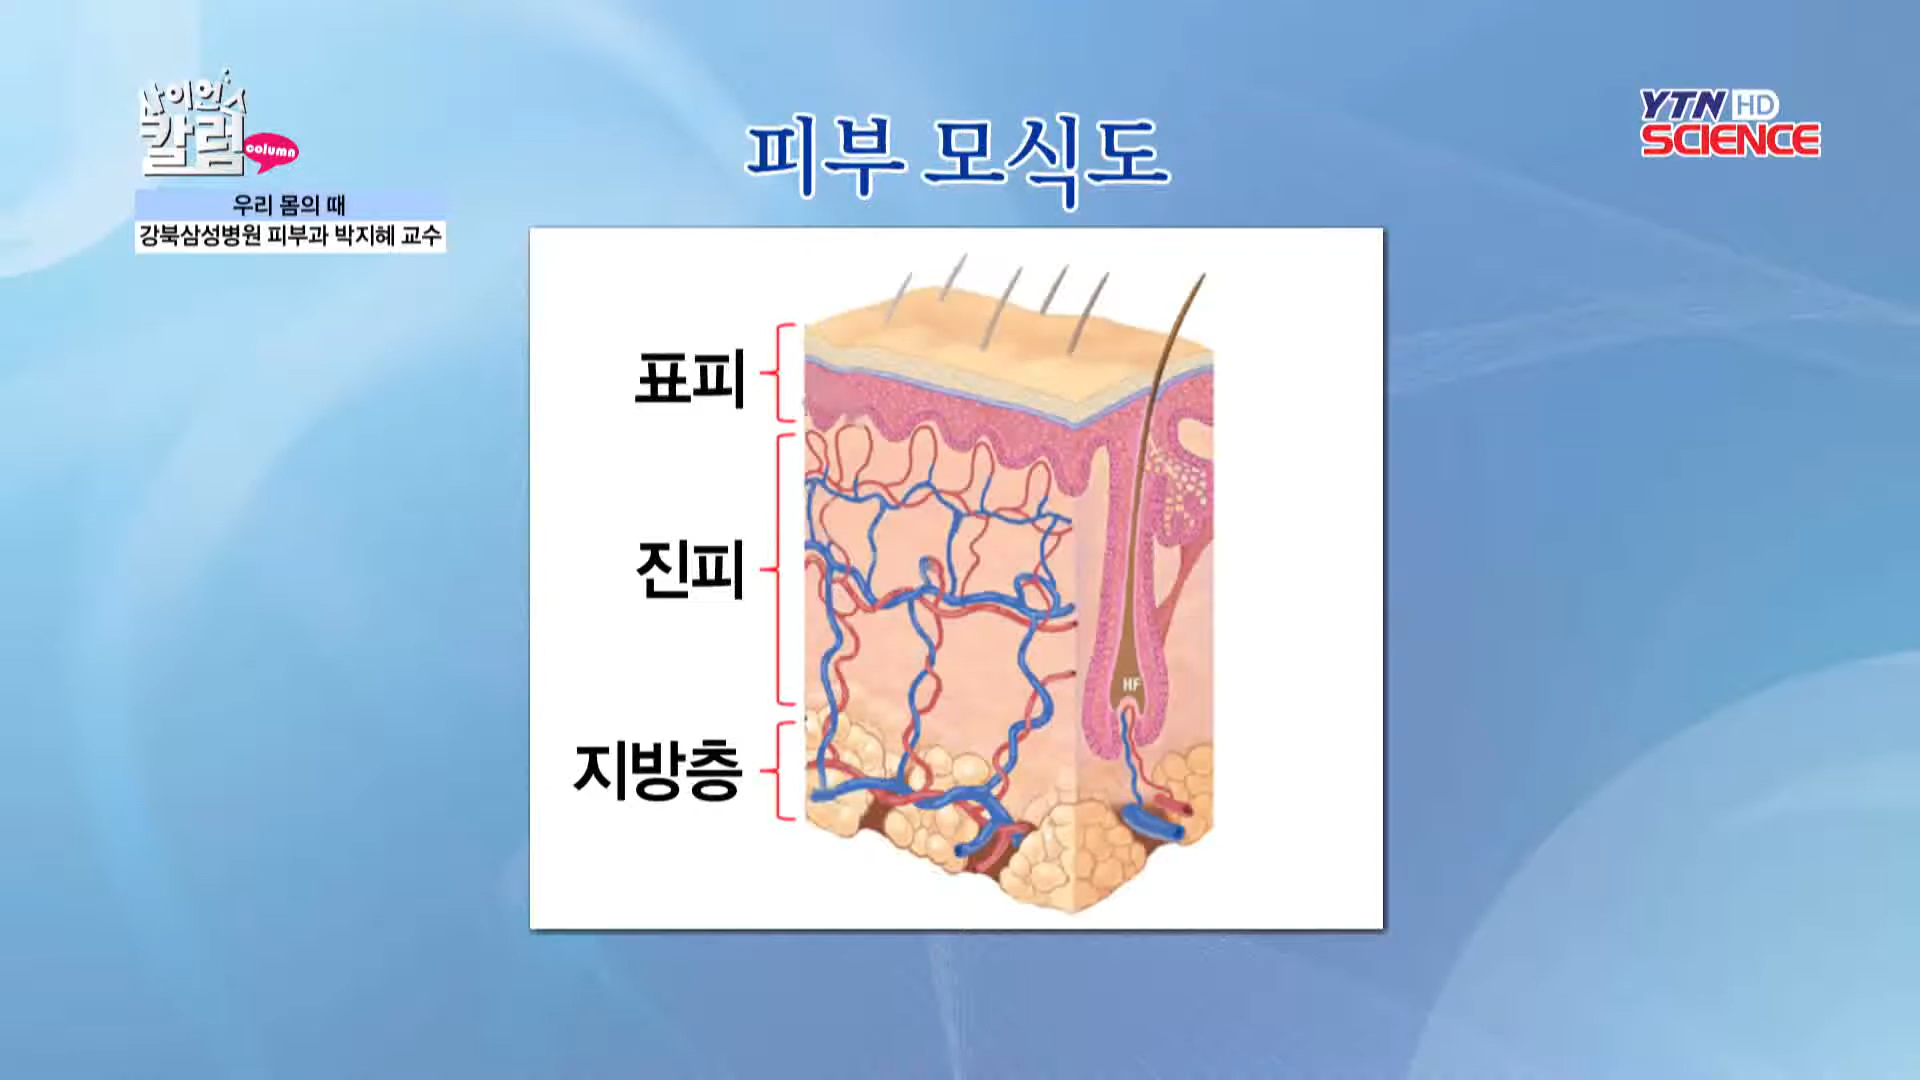 사이언스
칼럼
column
우리 몸의 때
강북삼성병원 피부과 박지혜 교수
YTN HD
SCIENCE
피부 모식도
표피
진피
지방층
HF